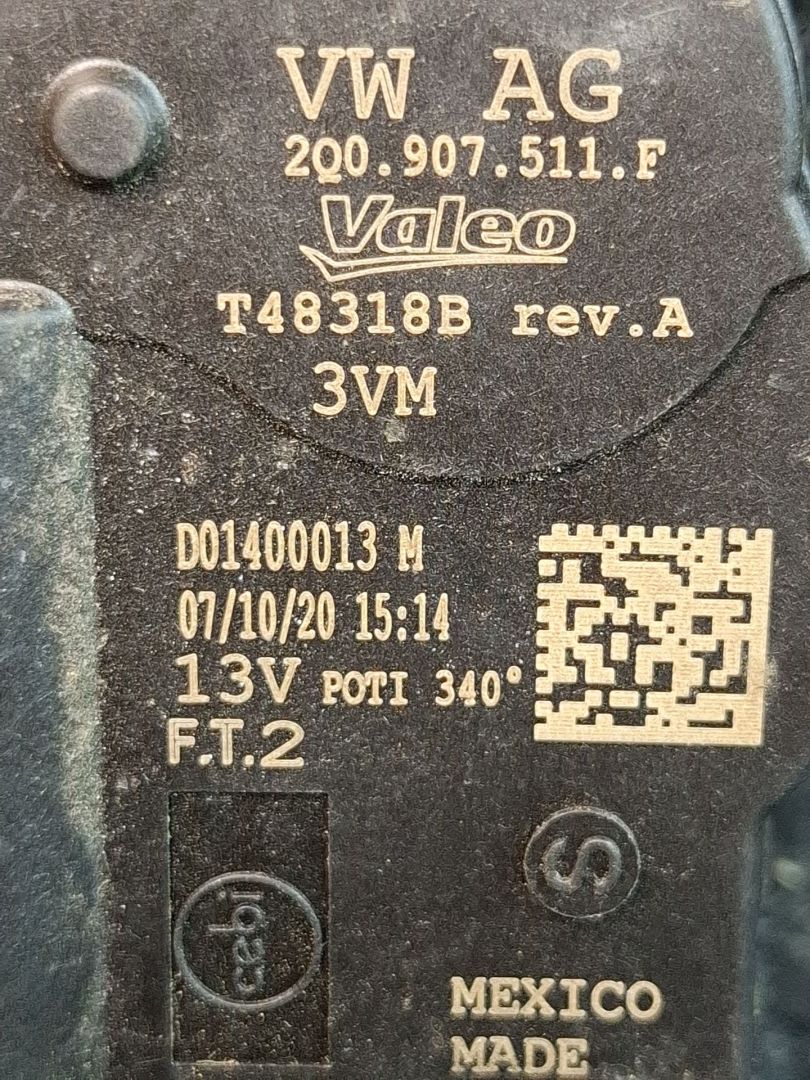 VW AG
2Q0.907.511.F
Valeo
T48318B rev.A
3VM
D01400013 M
07/10/20 15:14
13V POTI 340°
F.T.2
S
cebi
MEXICO
MADE